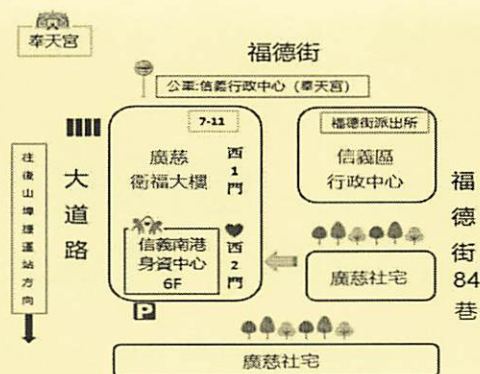 奉天宮
福德街
公車:信義行政中心（奉天宮）
7-11
廣慈
衛福大樓
西1門
福德街派出所
信義區
行政中心
大道路
往後山埤捷運站方向
福德街84巷
信義南港
身資中心
6F
西2門
廣慈社宅
P
廣慈社宅